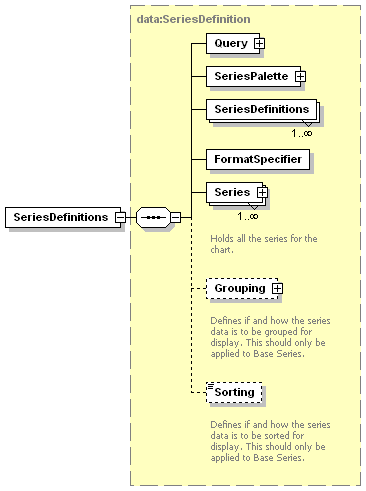 data:SeriesDefinition
Query
SeriesPalette
SeriesDefinitions
1..∞
FormatSpecifier
Series
SeriesDefinitions
1..∞
Holds all the series for the
chart.
Grouping
Defines if and how the series
data is to be grouped for
display. This should only be
applied to Base Series.
Sorting
Defines if and how the series
data is to be sorted for
display. This should only be
applied to Base Series.